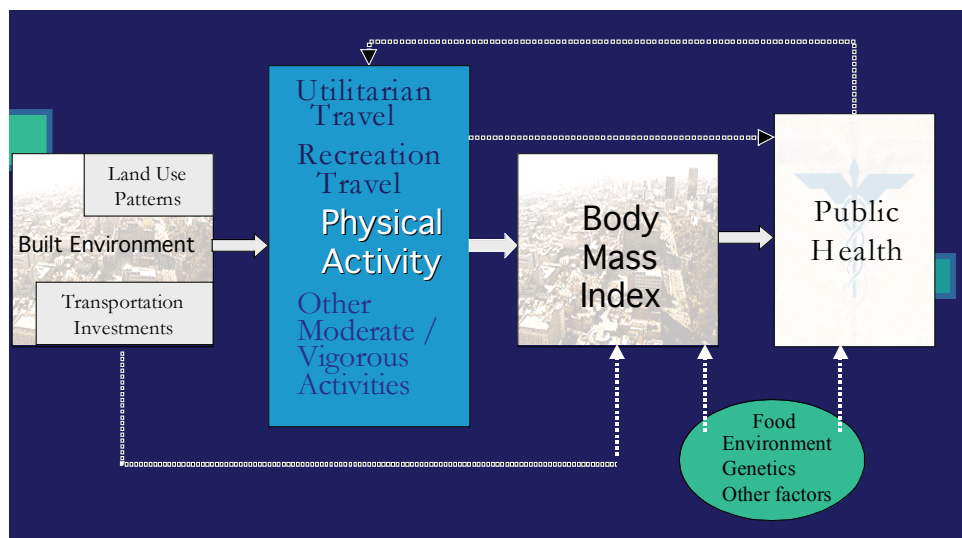 Land Use
Patterns
Built Environment
Transportation
Investments
Utilitarian
Travel
Recreation
Travel
Physical
Activity
Other
Moderate /
Vigorous
Activities
Body
Mass
Index
Public
Health
Food
Environment
Genetics
Other factors